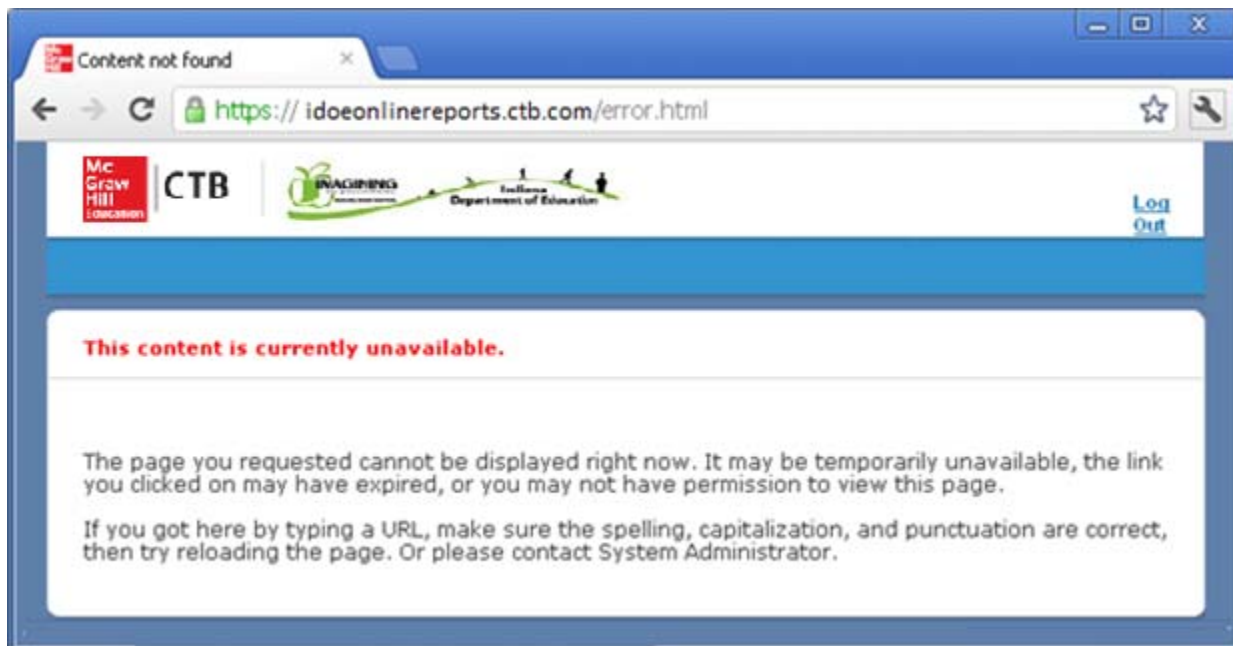 Content not found
https:// idoeonlinereports.ctb.com/error.html
Mc
Graw
Hill
Education
CTB
IMAGINING
Indiana
Department of Education
Log
Out
This content is currently unavailable.
The page you requested cannot be displayed right now. It may be temporarily unavailable, the link
you clicked on may have expired, or you may not have permission to view this page.
If you got here by typing a URL, make sure the spelling, capitalization, and punctuation are correct,
then try reloading the page. Or please contact System Administrator.